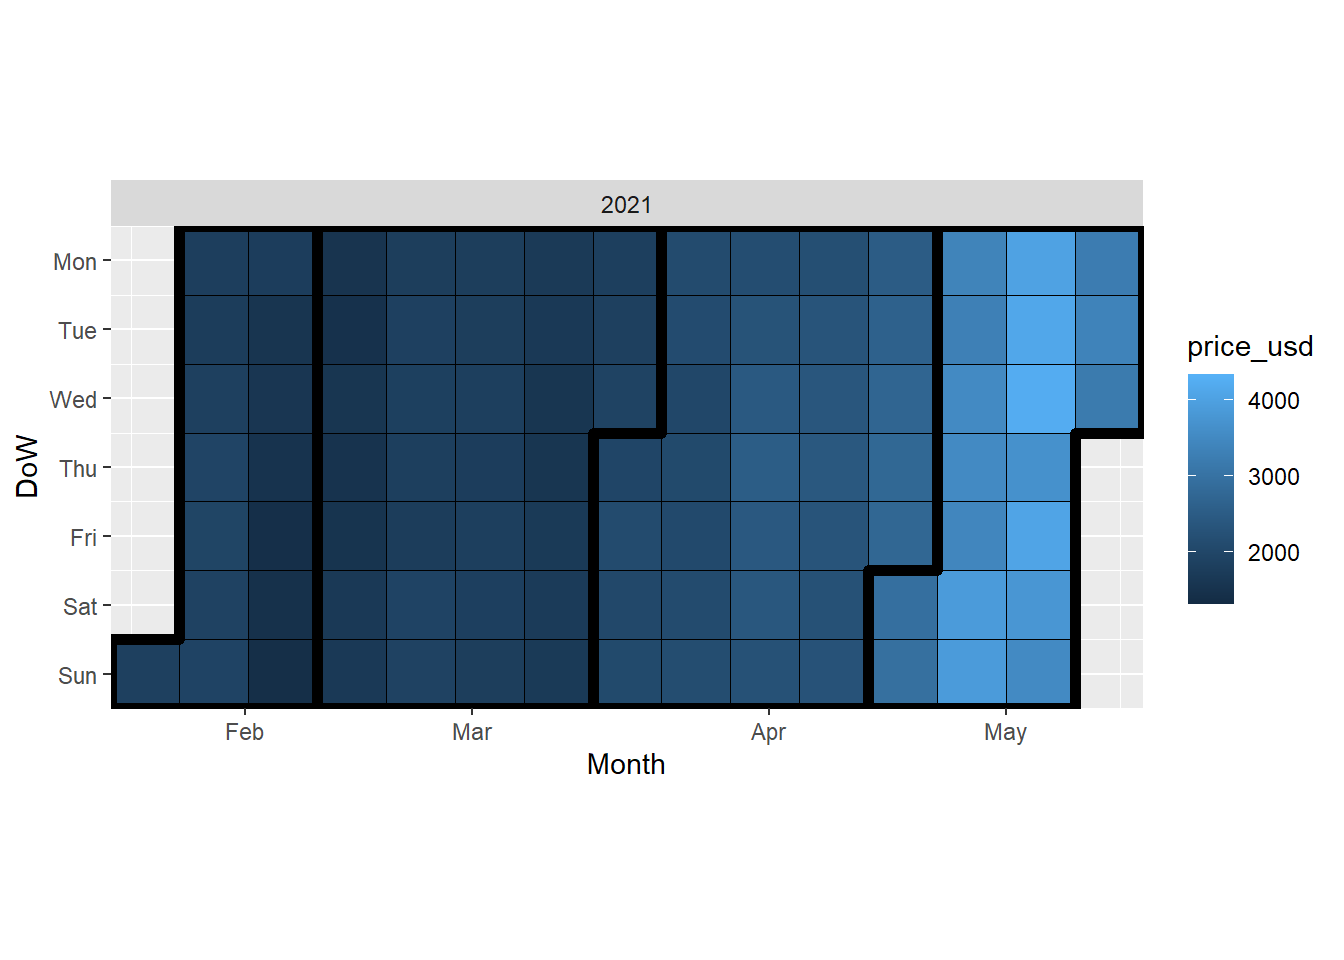 2021
Mon
Tue
Wed
Thu
Fri
Sat
Sun
DoW
Feb Mar Apr May
Month
price_usd
4000
3000
2000